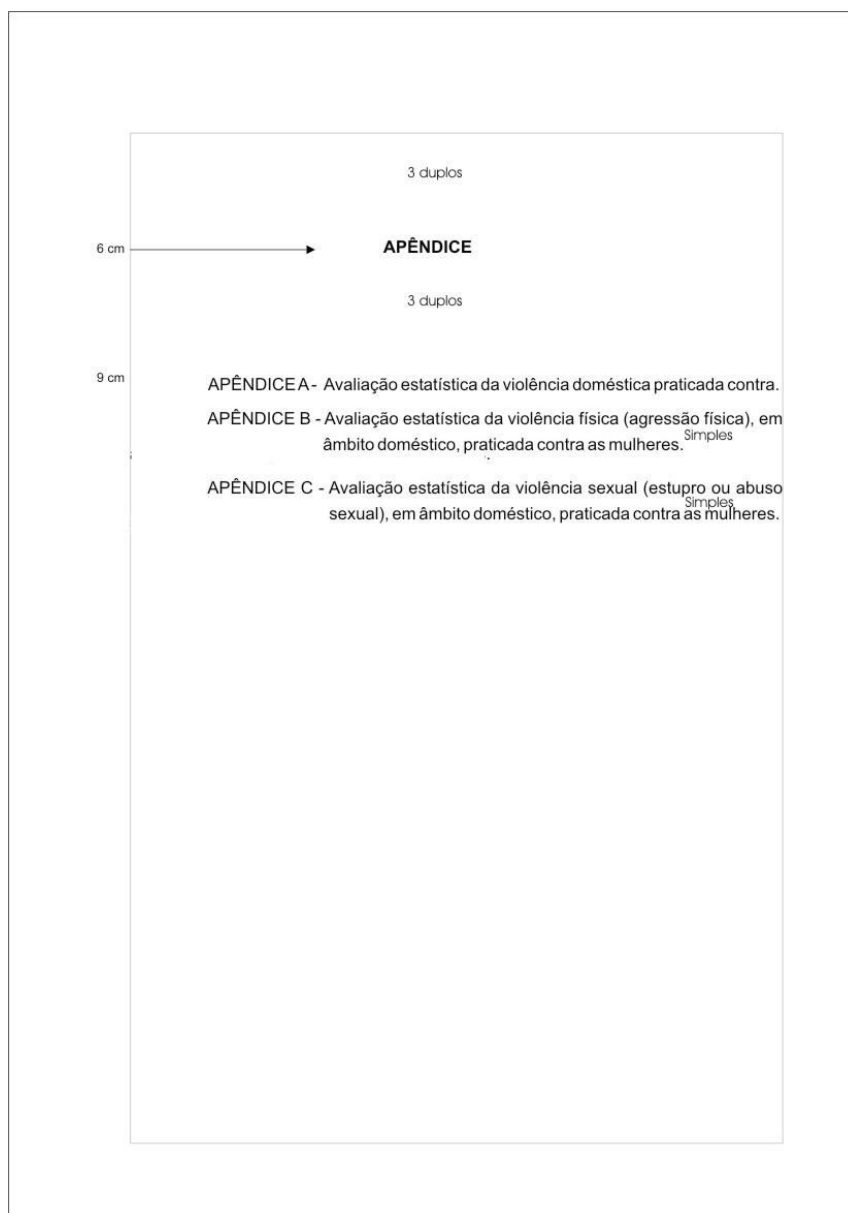 3 duplos
6 cm
APÊNDICE
3 duplos
9 cm
APÊNDICE A - Avaliação estatística da violência doméstica praticada contra.
APÊNDICE B - Avaliação estatística da violência física (agressão física), em
âmbito doméstico, praticada contra as mulheres.
Simples
APÊNDICE C - Avaliação estatística da violência sexual (estupro ou abuso
sexual), em âmbito doméstico, praticada contra as mulheres.
Simples